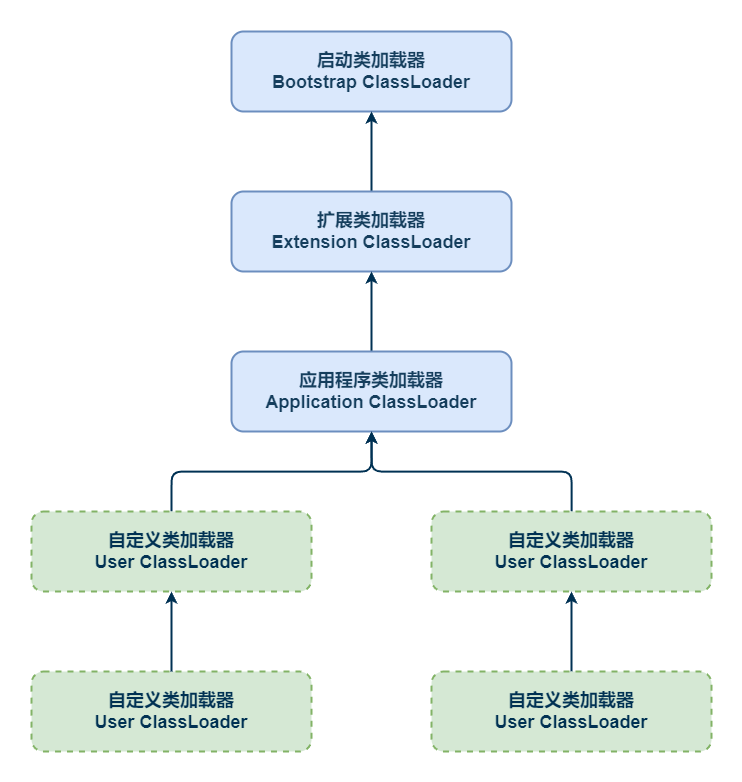 启动类加载器
Bootstrap ClassLoader
扩展类加载器
Extension ClassLoader
应用程序类加载器
Application ClassLoader
自定义类加载器
User ClassLoader
自定义类加载器
User ClassLoader
自定义类加载器
User ClassLoader
自定义类加载器
User ClassLoader